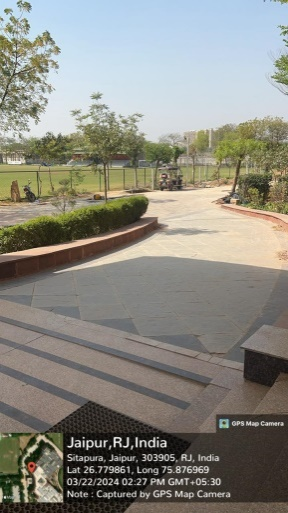 GPS Map Camera
Jaipur,RJ,India
Sitapura, Jaipur, 303905, RJ, India
Lat 26.779861, Long 75.876969
03/22/2024 02:27 PM GMT+05:30
Note : Captured by GPS Map Camera